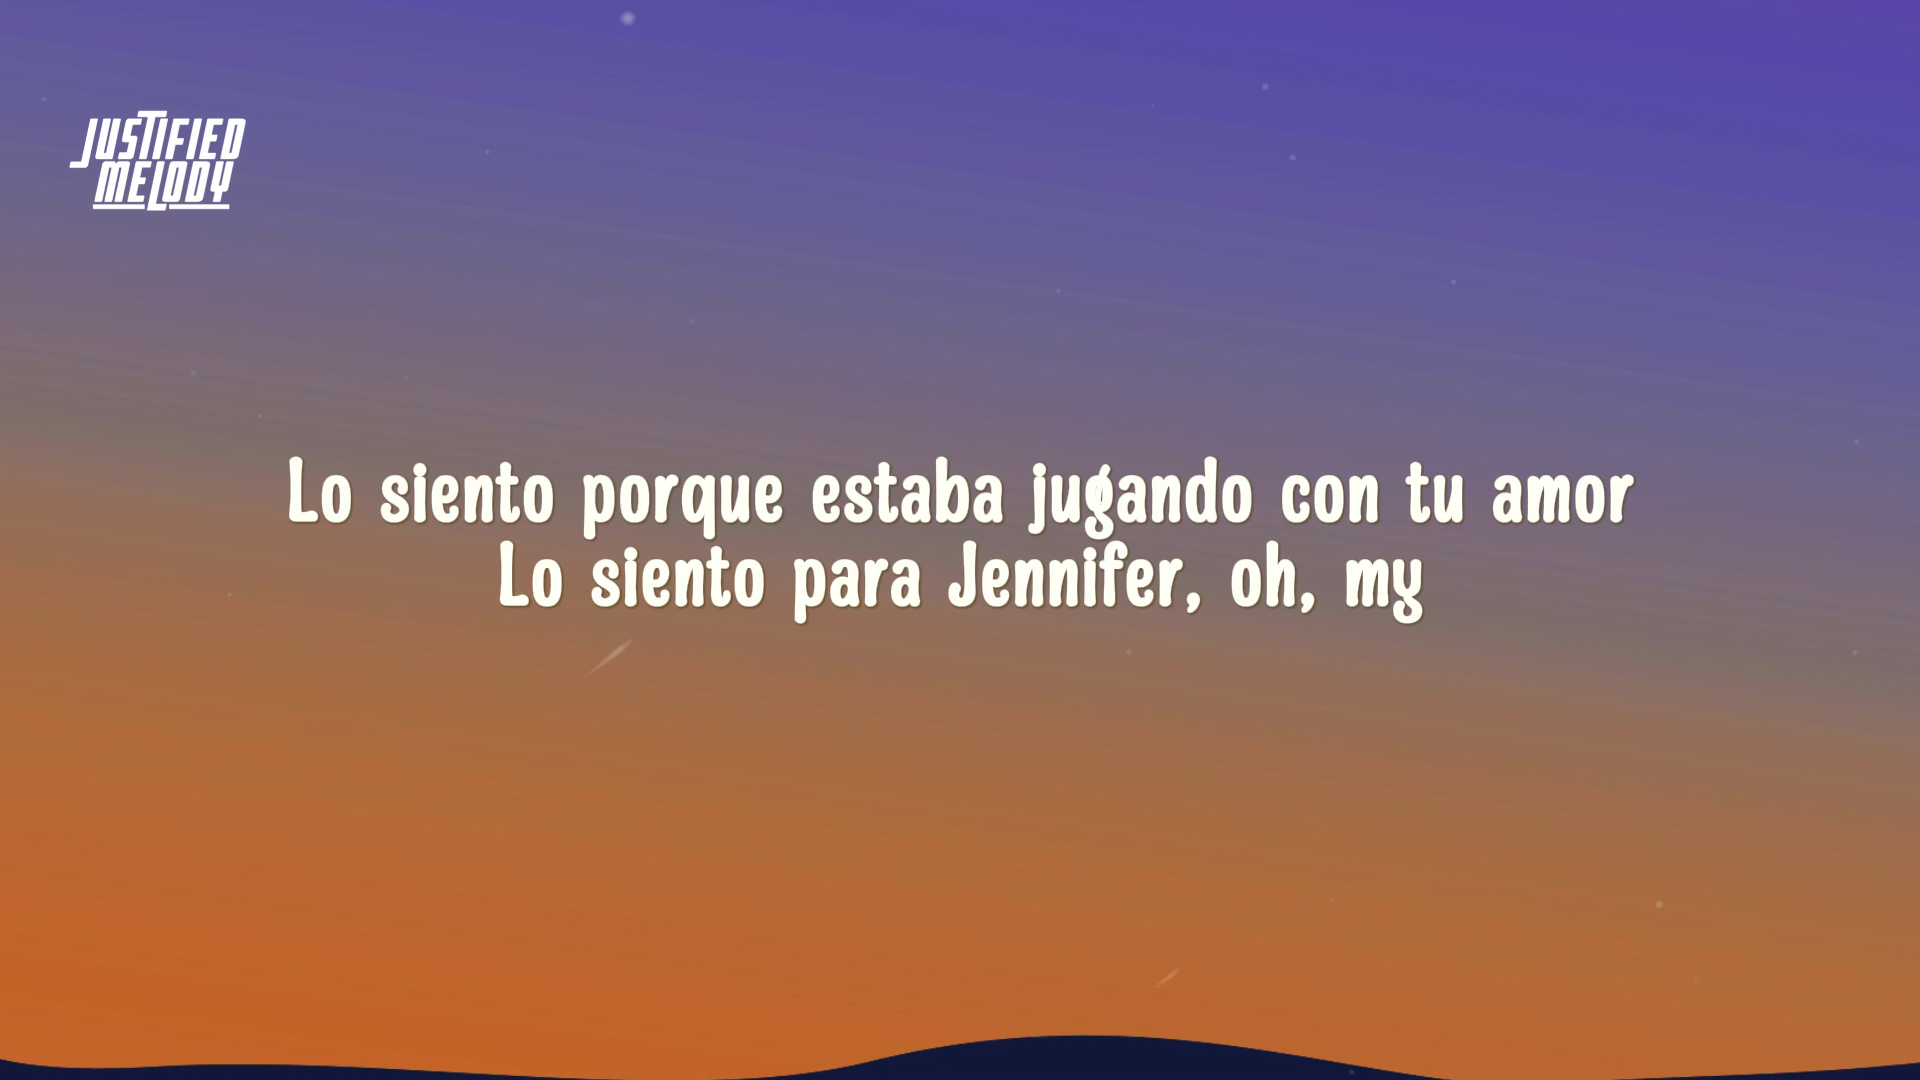 JUSTIFIED
MELODY
Lo siento porque estaba jugando con tu amor
Lo siento para Jennifer, oh, my